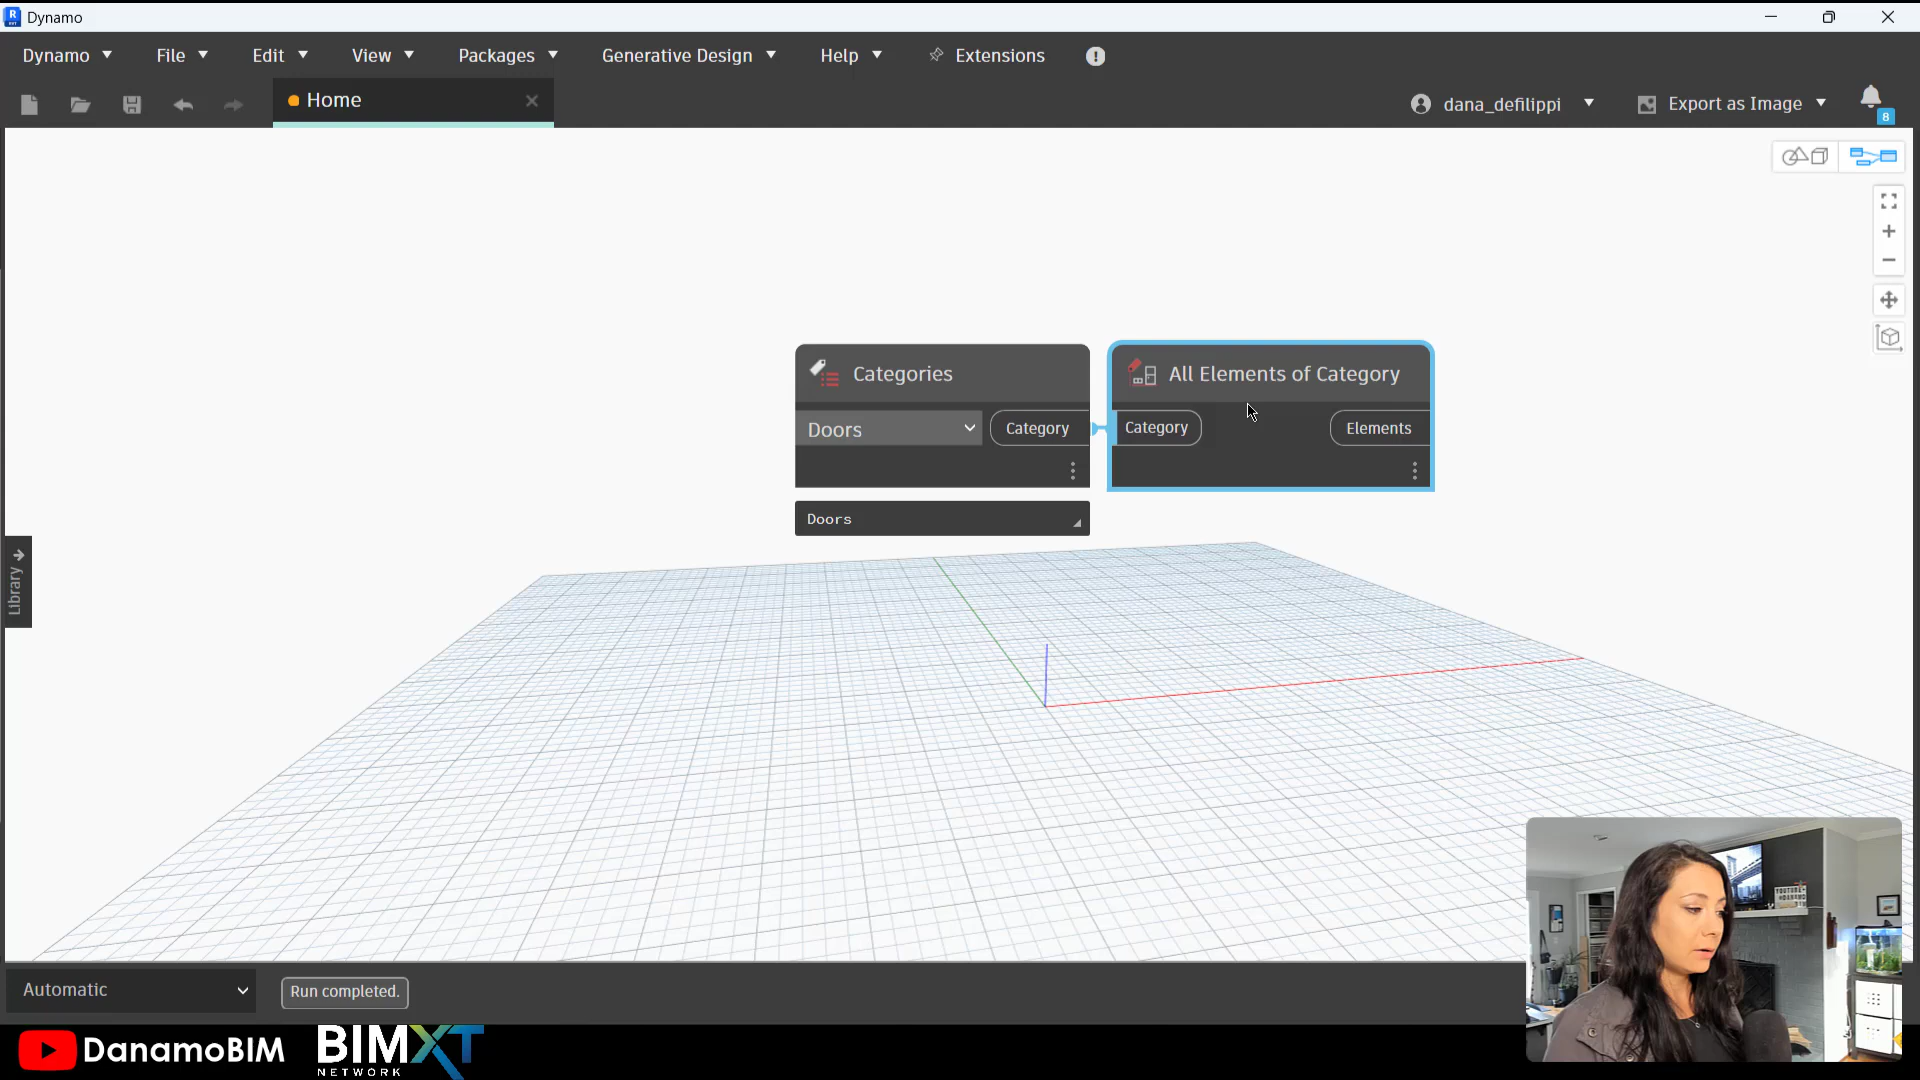 Dynamo
Dynamo File Edit View Packages Generative Design Help Extensions
Home
dana_defilippi
Export as Image
8
Categories
Doors
Category
Doors
All Elements of Category
Category
Elements
Library
Automatic
Run completed.
DanamoBIM
BIMXT
NETWORK